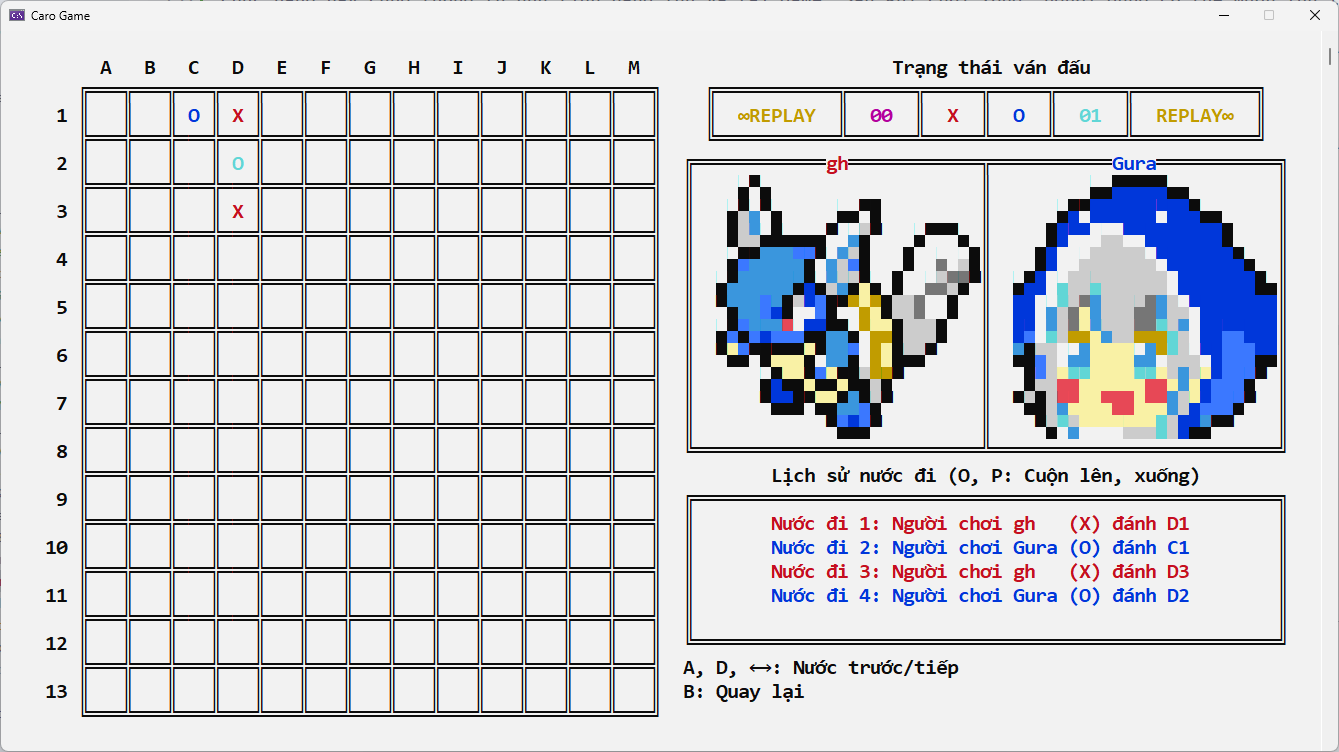 Caro Game
A B C D E F G H I J K L M
1 O X
2 O
3 X
4
5
6
7
8
9
10
11
12
13
Trạng thái ván đấu
∞REPLAY 00 X O 01 REPLAY∞
gh Gura
Lịch sử nước đi (O, P: Cuộn lên, xuống)
Nước đi 1: Người chơi gh (X) đánh D1
Nước đi 2: Người chơi Gura (O) đánh C1
Nước đi 3: Người chơi gh (X) đánh D3
Nước đi 4: Người chơi Gura (O) đánh D2
A, D, ↔: Nước trước/tiếp
B: Quay lại